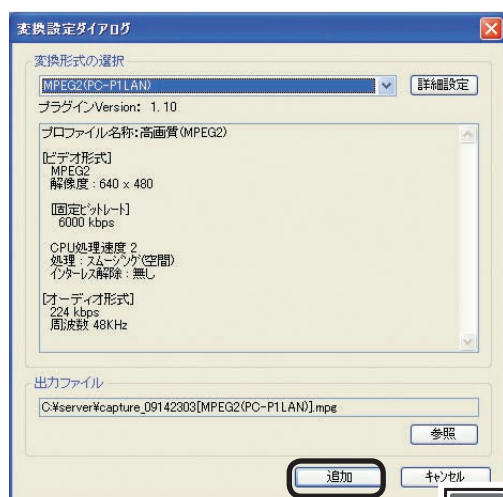 変換設定ダイアログ
変換形式の選択
MPEG2(PC-P1LAN)
詳細設定
プラグインVersion: 1.10
プロファイル名称:高画質(MPEG2)
[ビデオ形式]
MPEG2
解像度:640 x 480
[固定ビットレート]
6000 kbps
CPU処理速度 2
処理:スムージング(空間)
インターレス解除:無し
[オーディオ形式]
224 kbps
周波数 48KHz
出力ファイル
C:¥server¥capture_09142303[MPEG2(PC-P1LAN)].mpg
参照
追加
キャンセル